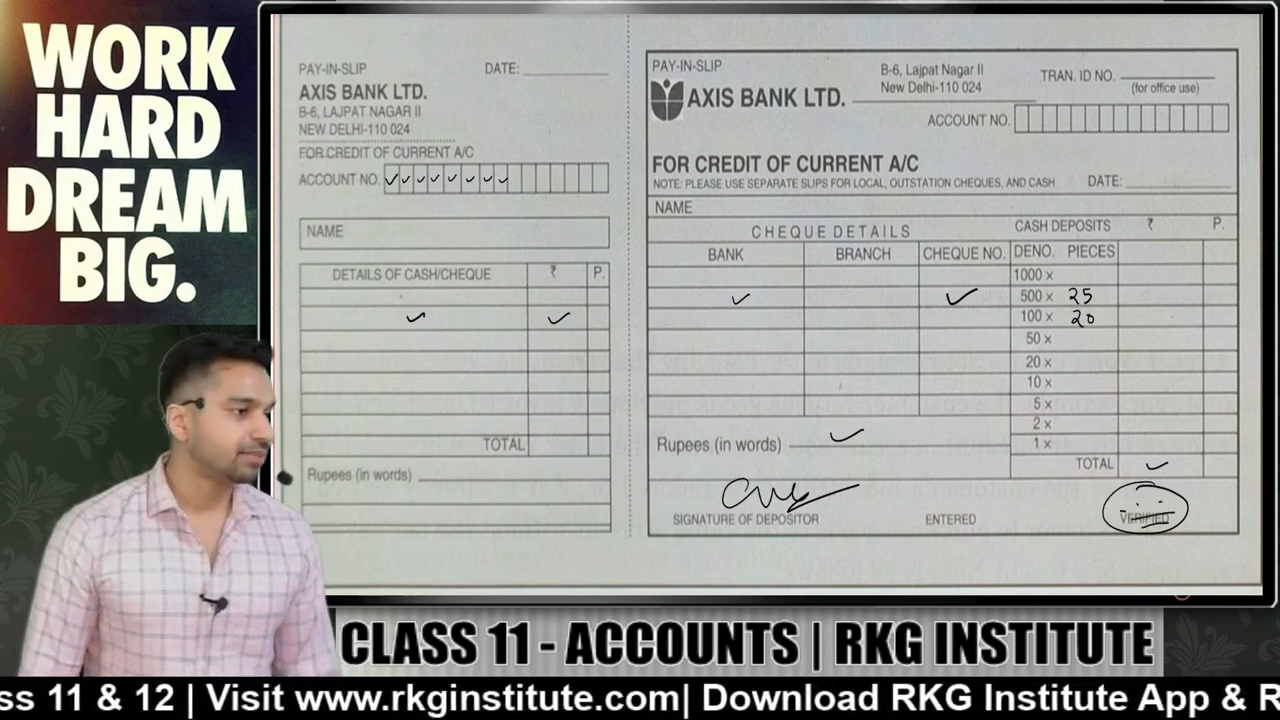 WORK
HARD
DREAM
BIG.
PAY-IN-SLIP
DATE:
AXIS BANK LTD.
B-6, LAJPAT NAGAR II
NEW DELHI-110 024
FOR CREDIT OF CURRENT A/C
ACCOUNT NO.
NAME
DETAILS OF CASH/CHEQUE ₹ P.
TOTAL
Rupees (in words)
PAY-IN-SLIP
AXIS BANK LTD.
B-6, Lajpat Nagar II
New Delhi-110 024
TRAN. ID NO.
(for office use)
ACCOUNT NO.
FOR CREDIT OF CURRENT A/C
NOTE: PLEASE USE SEPARATE SLIPS FOR LOCAL, OUTSTATION CHEQUES, AND CASH
DATE:
NAME
CHEQUE DETAILS CASH DEPOSITS ₹ P.
BANK BRANCH CHEQUE NO. DENO. PIECES
1000 ×
500 × 25
100 × 20
50 ×
20 ×
10 ×
5 ×
2 ×
1 ×
Rupees (in words)
TOTAL
SIGNATURE OF DEPOSITOR ENTERED VERIFIED
CLASS 11 - ACCOUNTS | RKG INSTITUTE
ss 11 & 12 | Visit www.rkginstitute.com| Download RKG Institute App & R